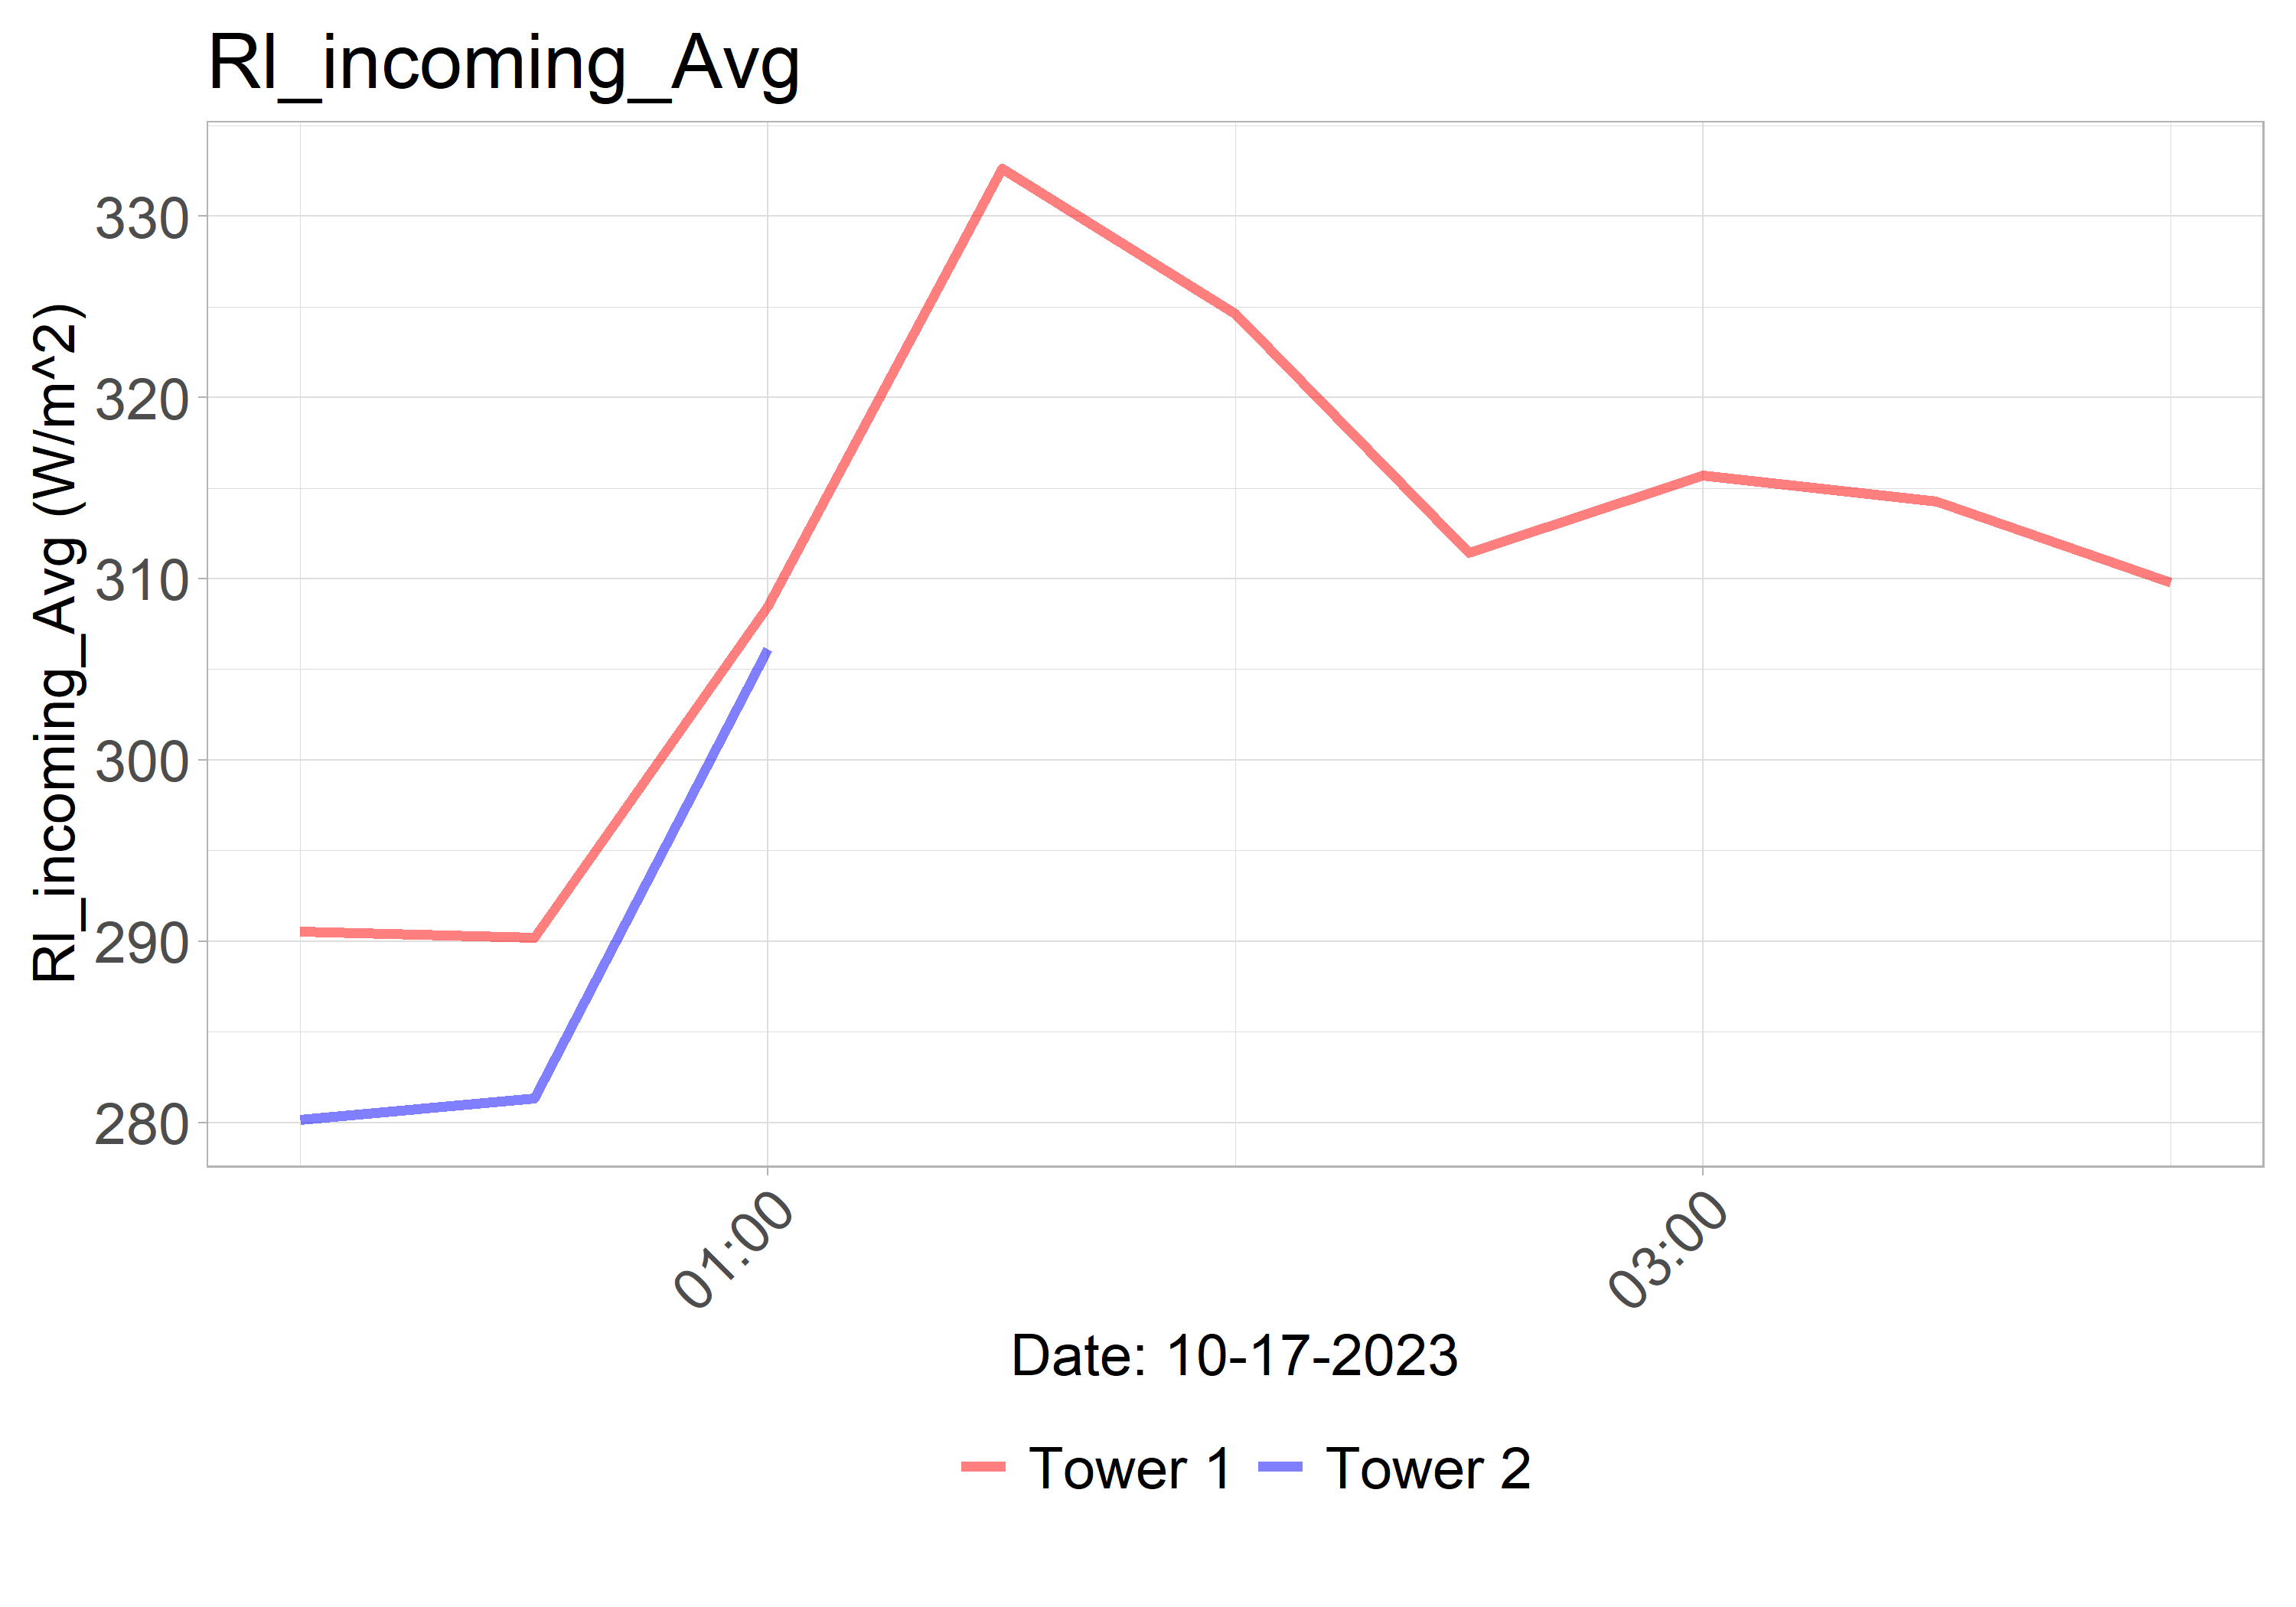 Rl_incoming_Avg
Rl_incoming_Avg (W/m^2)
330
320
310
300
290
280
01:00
03:00
Date: 10-17-2023
Tower 1
Tower 2